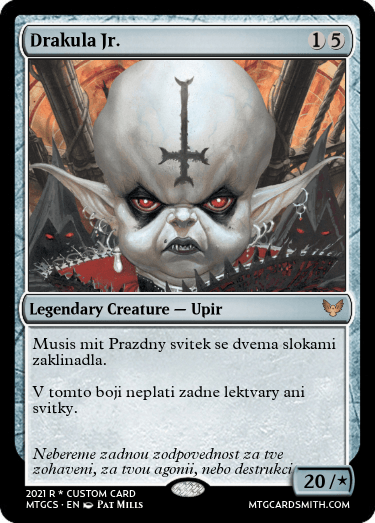 Drakula Jr. 1 5
Legendary Creature — Upir
Musis mit Prazdny svitek se dvema slokami
zaklinadla.
V tomto boji neplati zadne lektvary ani
svitky.
Nebereme zadnou zodpovednost za tve
zohaveni, za tvou agonii, nebo destrukci
20/★
2021 R * CUSTOM CARD
MTGCS • EN PAT MILLS
MTGCARDSMITH.COM